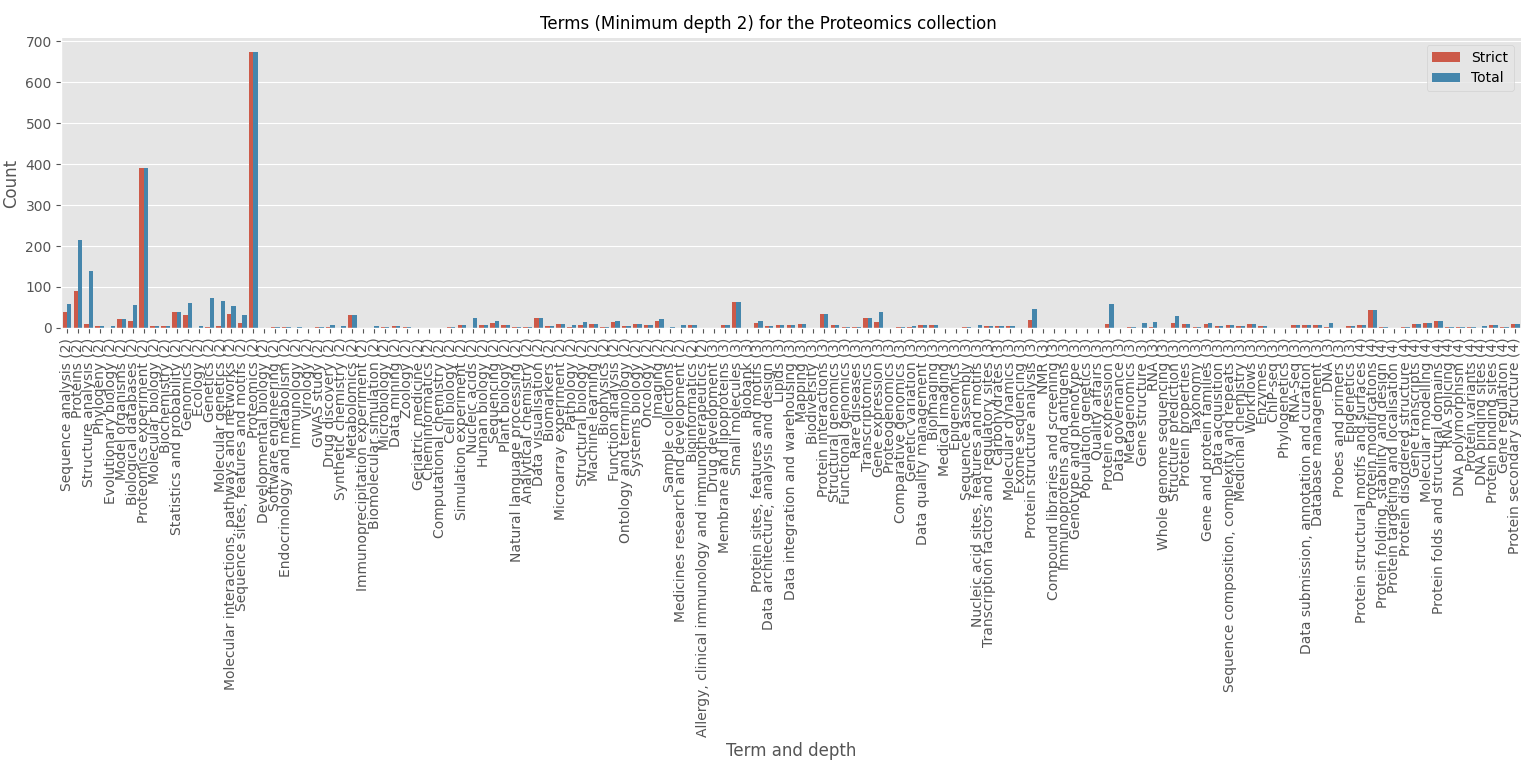 Terms (Minimum depth 2) for the Proteomics collection
Strict
Total
Count
700
600
500
400
300
200
100
0
Sequence analysis (2)
Proteins (2)
Structure analysis (2)
Phylogeny (2)
Evolutionary biology (2)
Model organisms (2)
Biological databases (2)
Proteomics experiment (2)
Molecular biology (2)
Biochemistry (2)
Statistics and probability (2)
Genomics (2)
Ecology (2)
Genetics (2)
Molecular genetics (2)
Molecular interactions, pathways and networks (2)
Sequence sites, features and motifs (2)
Proteomics (2)
Developmental biology (2)
Software engineering (2)
Endocrinology and metabolism (2)
Immunology (2)
Virology (2)
GWAS study (2)
Drug discovery (2)
Synthetic chemistry (2)
Metabolomics (2)
Immunoprecipitation experiment (2)
Biomolecular simulation (2)
Microbiology (2)
Data mining (2)
Zoology (2)
Geriatric medicine (2)
Cheminformatics (2)
Computational chemistry (2)
Cell biology (2)
Simulation experiment (2)
Nucleic acids (2)
Human biology (2)
Sequencing (2)
Plant biology (2)
Natural language processing (2)
Analytical chemistry (2)
Data visualisation (2)
Biomarkers (2)
Microarray experiment (2)
Pathology (2)
Structural biology (2)
Machine learning (2)
Biophysics (2)
Function analysis (2)
Ontology and terminology (2)
Systems biology (2)
Oncology (2)
Imaging (2)
Sample collections (2)
Medicines research and development (2)
Bioinformatics (2)
Allergy, clinical immunology and immunotherapeutics (2)
Drug development (3)
Membrane and lipoproteins (3)
Small molecules (3)
Biobank (3)
Protein sites, features and motifs (3)
Data architecture, analysis and design (3)
Lipids (3)
Data integration and warehousing (3)
Mapping (3)
Biodiversity (3)
Protein interactions (3)
Structural genomics (3)
Functional genomics (3)
Rare diseases (3)
Transcriptomics (3)
Gene expression (3)
Proteogenomics (3)
Comparative genomics (3)
Genetic variation (3)
Data quality management (3)
Bioimaging (3)
Medical imaging (3)
Exons (3)
Sequence assembly (3)
Nucleic acid sites, features and motifs (3)
Transcription factors and regulatory sites (3)
Carbohydrates (3)
Molecular dynamics (3)
Exome sequencing (3)
Protein structure analysis (3)
NMR (3)
Compound libraries and screening (3)
Immunoproteins and antigens (3)
Genotype and phenotype (3)
Population genetics (3)
Quality affairs (3)
Protein expression (3)
Data governance (3)
Metagenomics (3)
Gene structure (3)
RNA (3)
Whole genome sequencing (3)
Structure prediction (3)
Protein properties (3)
Taxonomy (3)
Gene and protein families (3)
Data acquisition (3)
Sequence composition, complexity and repeats (3)
Medicinal chemistry (3)
Workflows (3)
Enzymes (3)
ChIP-seq (3)
Phylogenetics (3)
RNA-Seq (3)
Data submission, annotation and curation (3)
Database management (3)
DNA (3)
Probes and primers (3)
Epigenetics (3)
Protein structural motifs and surfaces (4)
Protein modifications (4)
Protein folding, stability and design (4)
Protein targeting and localisation (4)
Protein disordered structure (4)
Gene transcripts (4)
Molecular modelling (4)
Protein folds and structural domains (4)
RNA splicing (4)
DNA polymorphism (4)
Protein variants (4)
DNA binding sites (4)
Protein binding sites (4)
Gene regulation (4)
Protein secondary structure (4)
Term and depth